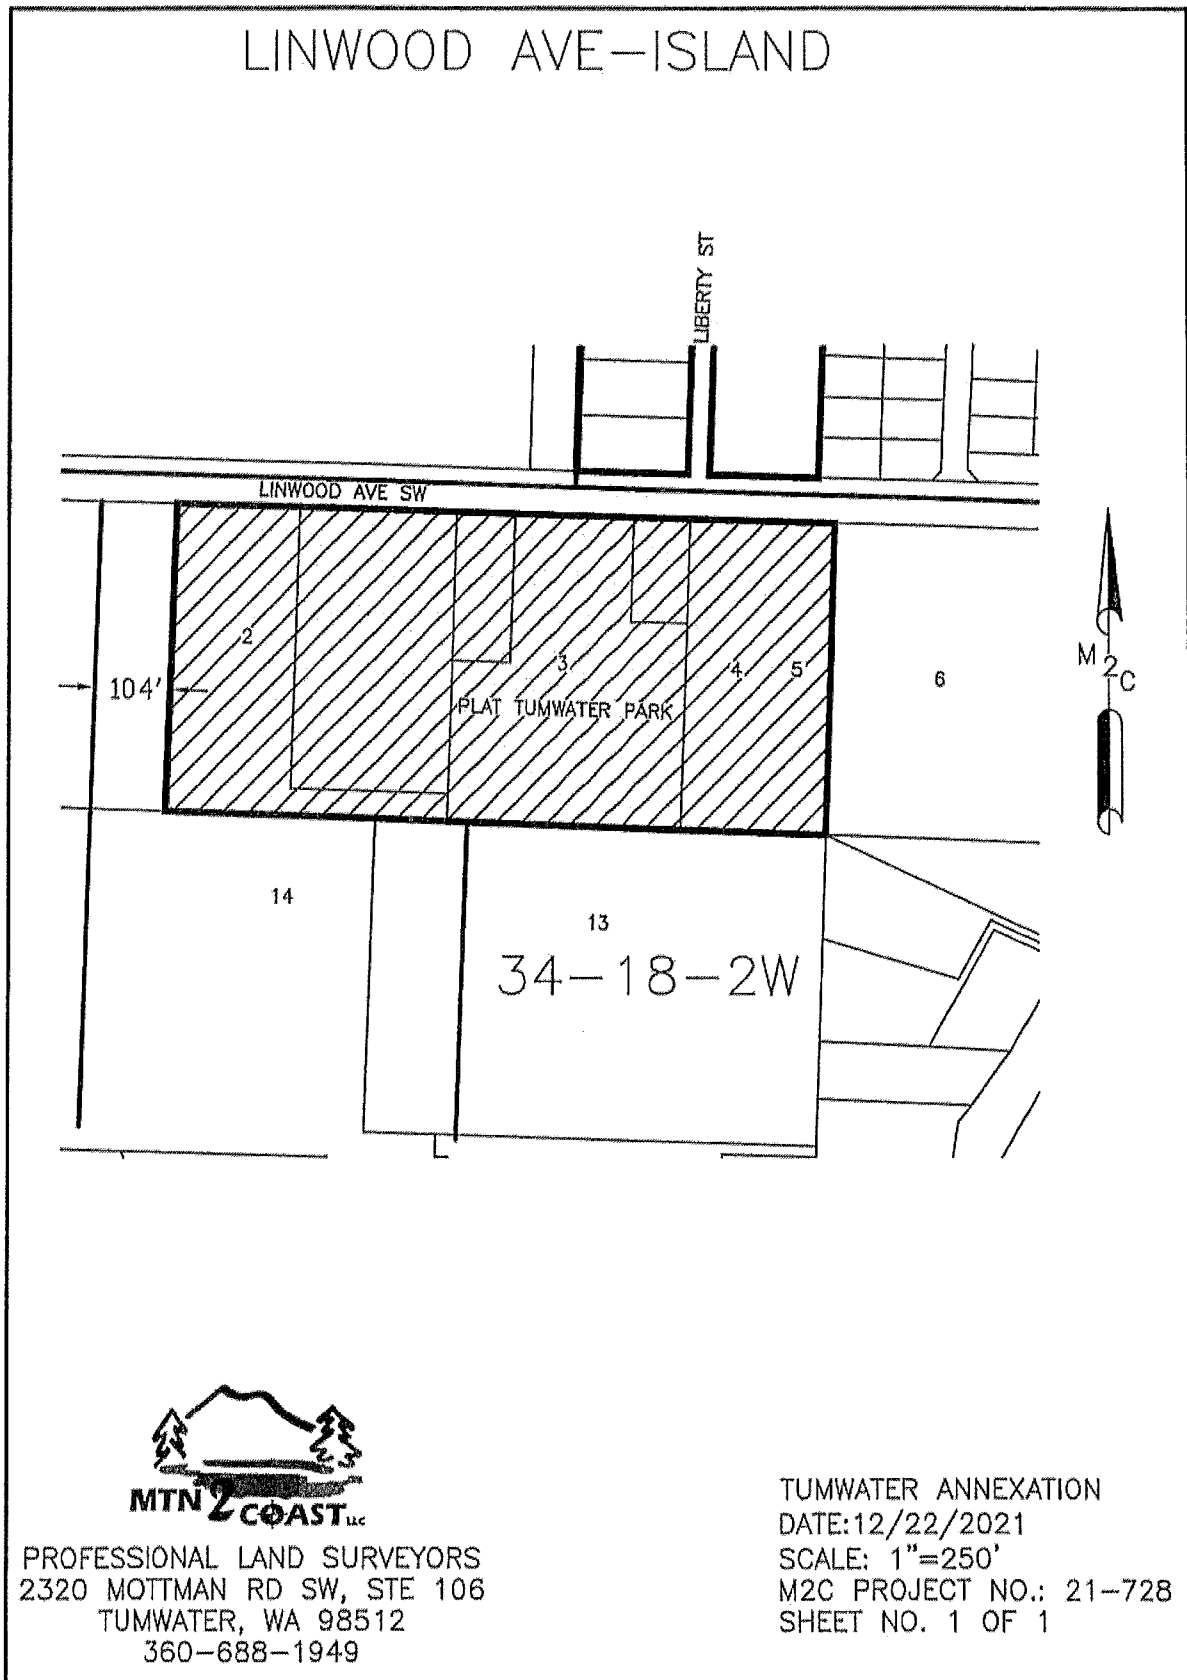 LINWOOD AVE-ISLAND
LIBERTY ST
LINWOOD AVE SW
2
3
4
5
6
104'
PLAT TUMWATER PARK
M2C
14
13
34-18-2W
MTN 2 COAST LLC
PROFESSIONAL LAND SURVEYORS
2320 MOTTMAN RD SW, STE 106
TUMWATER, WA 98512
360-688-1949
TUMWATER ANNEXATION
DATE:12/22/2021
SCALE: 1"=250'
M2C PROJECT NO.: 21-728
SHEET NO. 1 OF 1